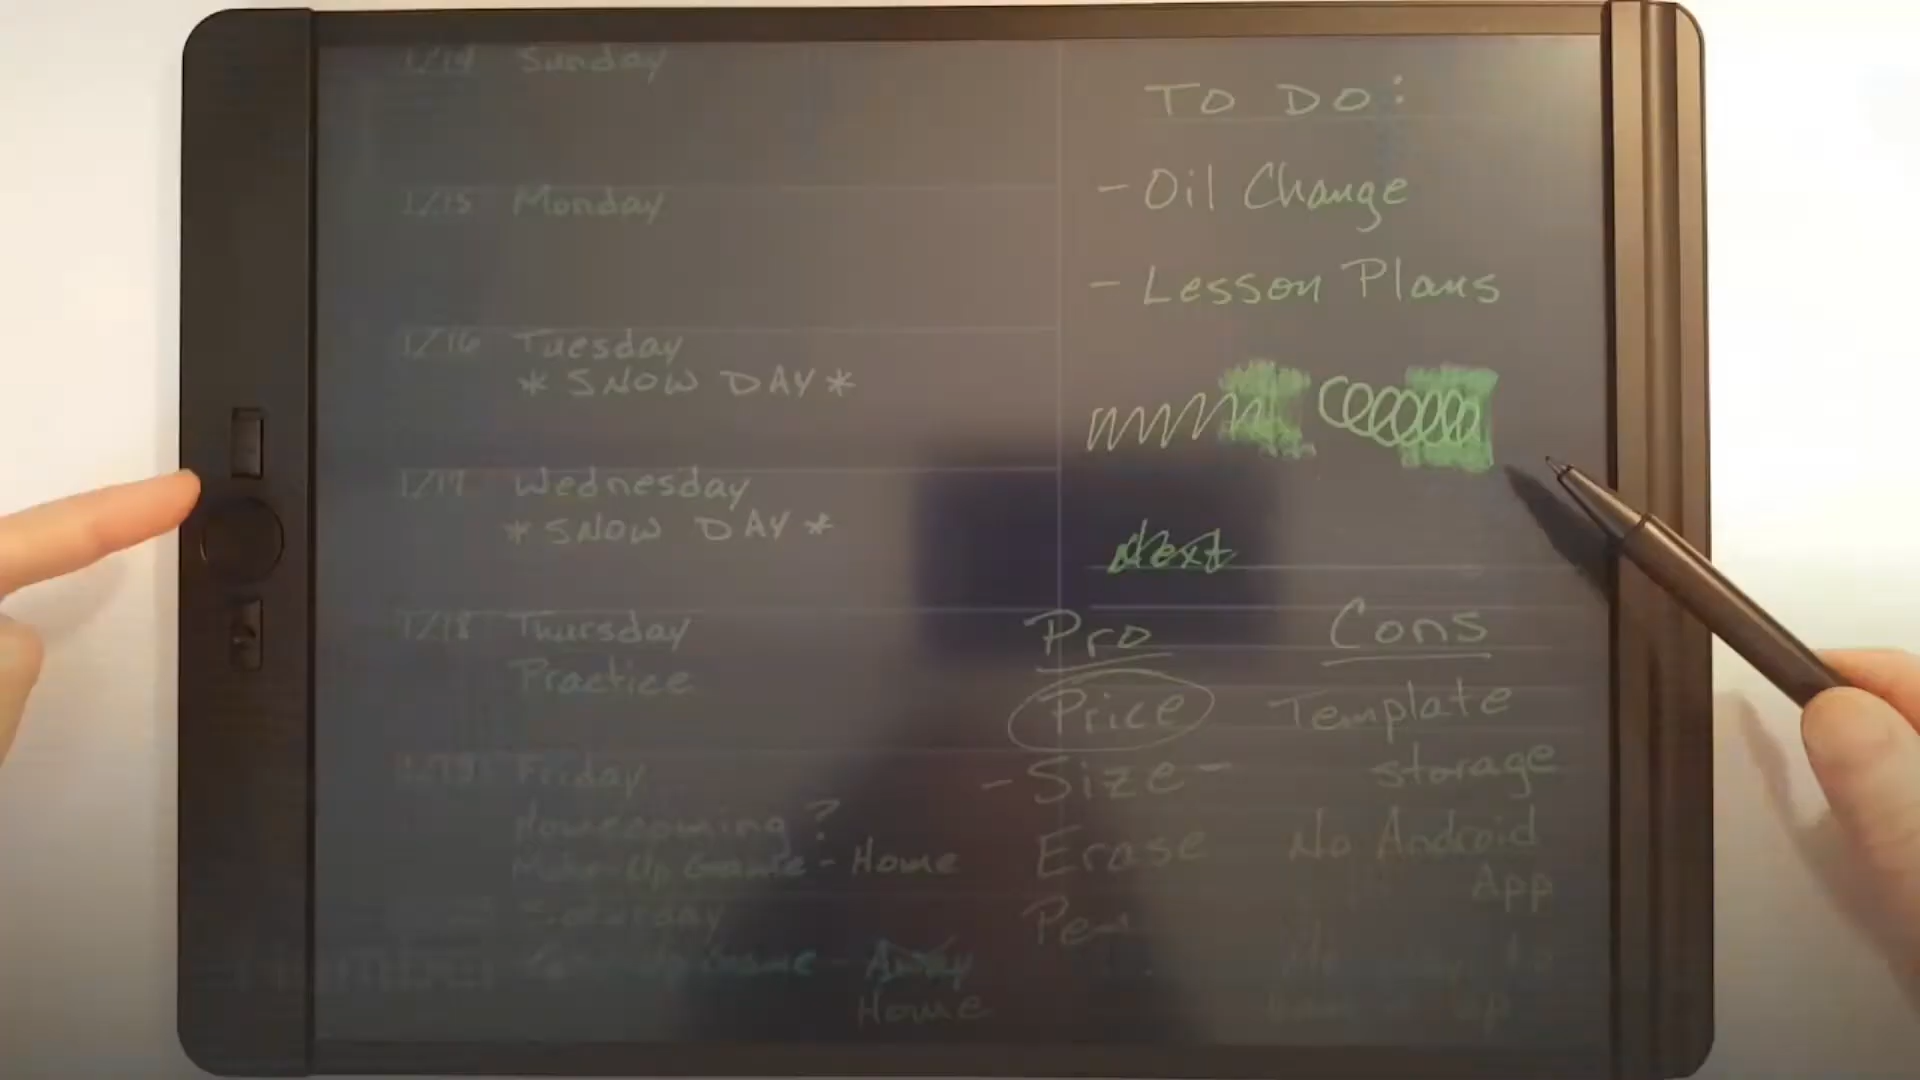 1/14 Sunday
1/15 Monday
1/16 Tuesday
* SNOW DAY *
1/17 Wednesday
* SNOW DAY *
1/18 Thursday
Practice
1/19 Friday
Homecoming?
Make-Up Game - Home
Saturday
Game - Away
Home
TO DO:
- Oil Change
- Lesson Plans
Next
Pro
Price
- Size -
Erase
Pen
Cons
Template
storage
No Android
App